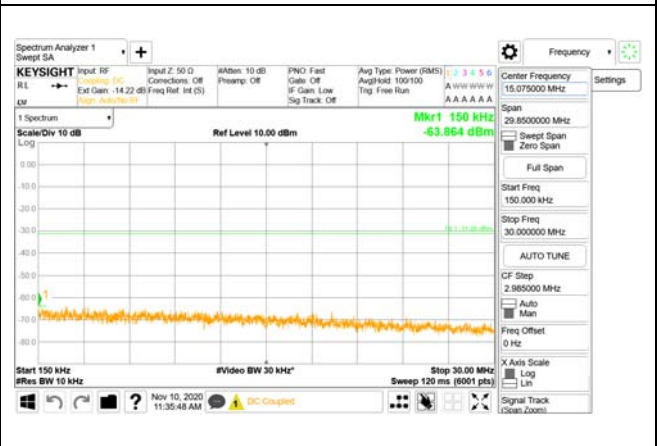 Spectrum Analyzer 1
Swept SA
Frequency
KEYSIGHT
RL
Input: RF
Coupling: DC
Ext Gain: -14.22 dB
Align: Auto/No RF
Input Z: 50 Ω
Corrections: Off
Freq Ref: Int (S)
#Atten: 10 dB
Preamp: Off
PNO: Fast
Gate: Off
IF Gain: Low
Sig Track: Off
Avg Type: Power (RMS)
Avg|Hold: 100/100
Trig: Free Run
1 2 3 4 5 6
A W W W W W
A A A A A A
1 Spectrum
Scale/Div 10 dB
Ref Level 10.00 dBm
Mkr1 150 kHz
-63.864 dBm
Log
0.00
-10.0
-20.0
-30.0
-40.0
-50.0
-60.0
-70.0
-80.0
1
Start 150 kHz
#Video BW 30 kHz*
Stop 30.00 MHz
#Res BW 10 kHz
Sweep 120 ms (6001 pts)
?
Nov 10, 2020
11:35:48 AM
DC Coupled
Center Frequency
15.075000 MHz
Settings
Span
29.8500000 MHz
Swept Span
Zero Span
Full Span
Start Freq
150.000 kHz
Stop Freq
30.000000 MHz
AUTO TUNE
CF Step
2.985000 MHz
Auto
Man
Freq Offset
0 Hz
X Axis Scale
Log
Lin
Signal Track
(Span Zoom)